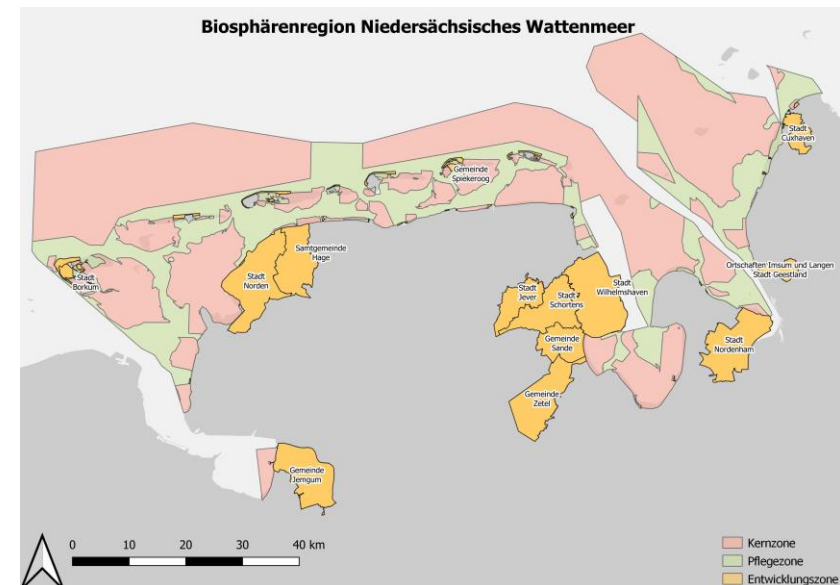 Biosphärenregion Niedersächsisches Wattenmeer
Stadt
Cuxhaven
Gemeinde
Spiekeroog
Samtgemeinde
Hage
Stadt
Norden
Stadt
Borkum
Ortschaften Imsum und Langen
Stadt Geestland
Stadt
Wilhelmshaven
Stadt
Jever
Stadt
Schortens
Gemeinde
Sande
Stadt
Nordenham
Gemeinde
Zetel
Gemeinde
Jemgum
0 10 20 30 40 km
Kernzone
Pflegezone
Entwicklungszone